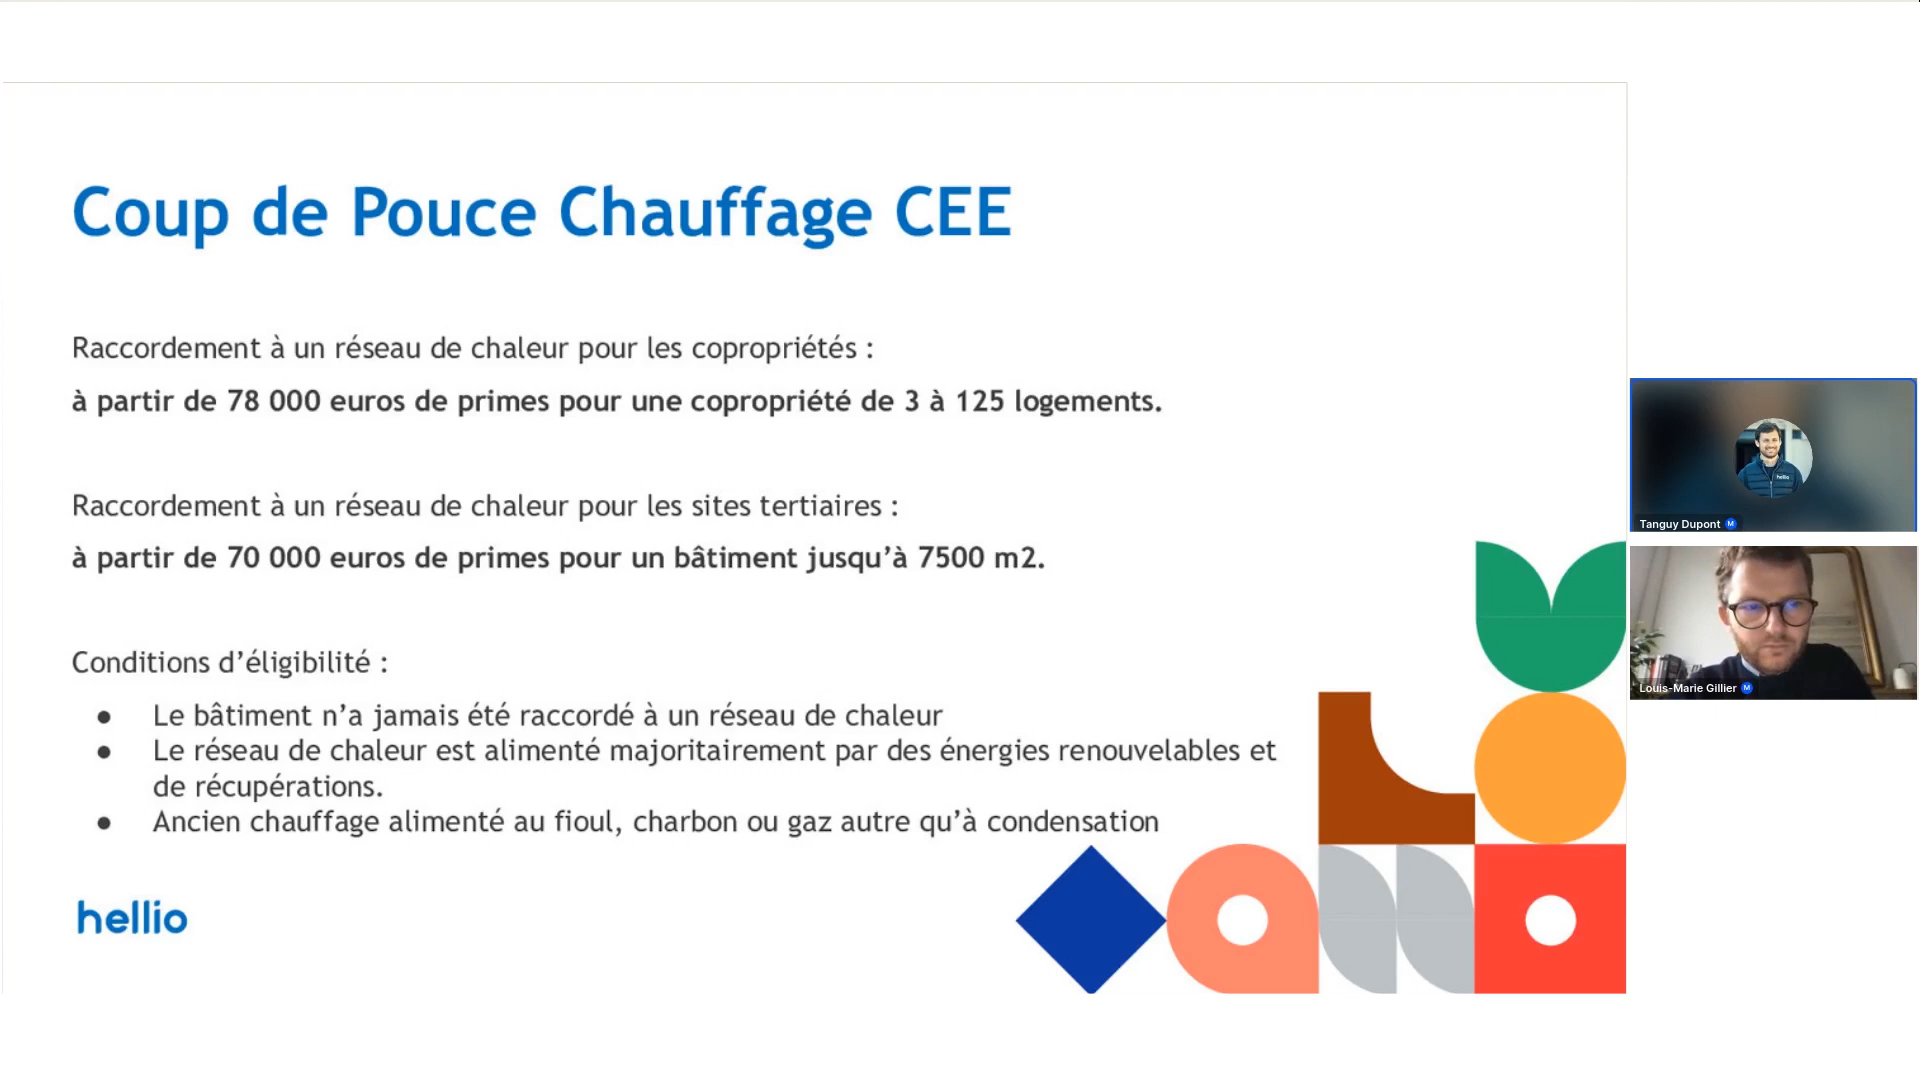 Coup de Pouce Chauffage CEE
Raccordement à un réseau de chaleur pour les copropriétés :
à partir de 78 000 euros de primes pour une copropriété de 3 à 125 logements.
Raccordement à un réseau de chaleur pour les sites tertiaires :
à partir de 70 000 euros de primes pour un bâtiment jusqu’à 7500 m2.
Conditions d’éligibilité :
● Le bâtiment n’a jamais été raccordé à un réseau de chaleur
● Le réseau de chaleur est alimenté majoritairement par des énergies renouvelables et
de récupérations.
● Ancien chauffage alimenté au fioul, charbon ou gaz autre qu’à condensation
hellio
hellio
Tanguy Dupont M
Louis-Marie Gillier M